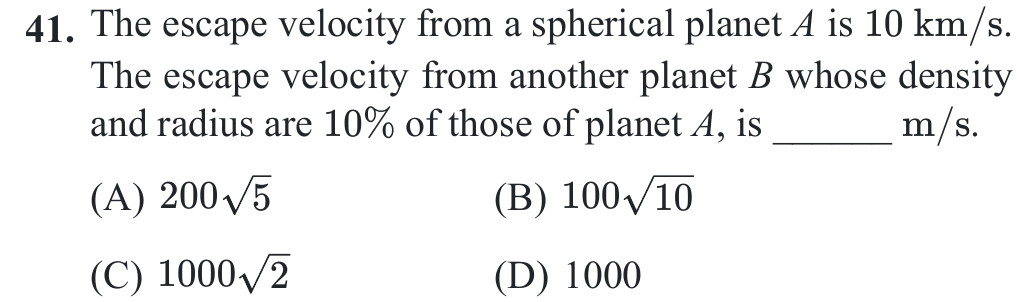 41. The escape velocity from a spherical planet A is 10 km/s.
The escape velocity from another planet B whose density
and radius are 10% of those of planet A, is ______ m/s.
(A) 200√5 (B) 100√10
(C) 1000√2 (D) 1000